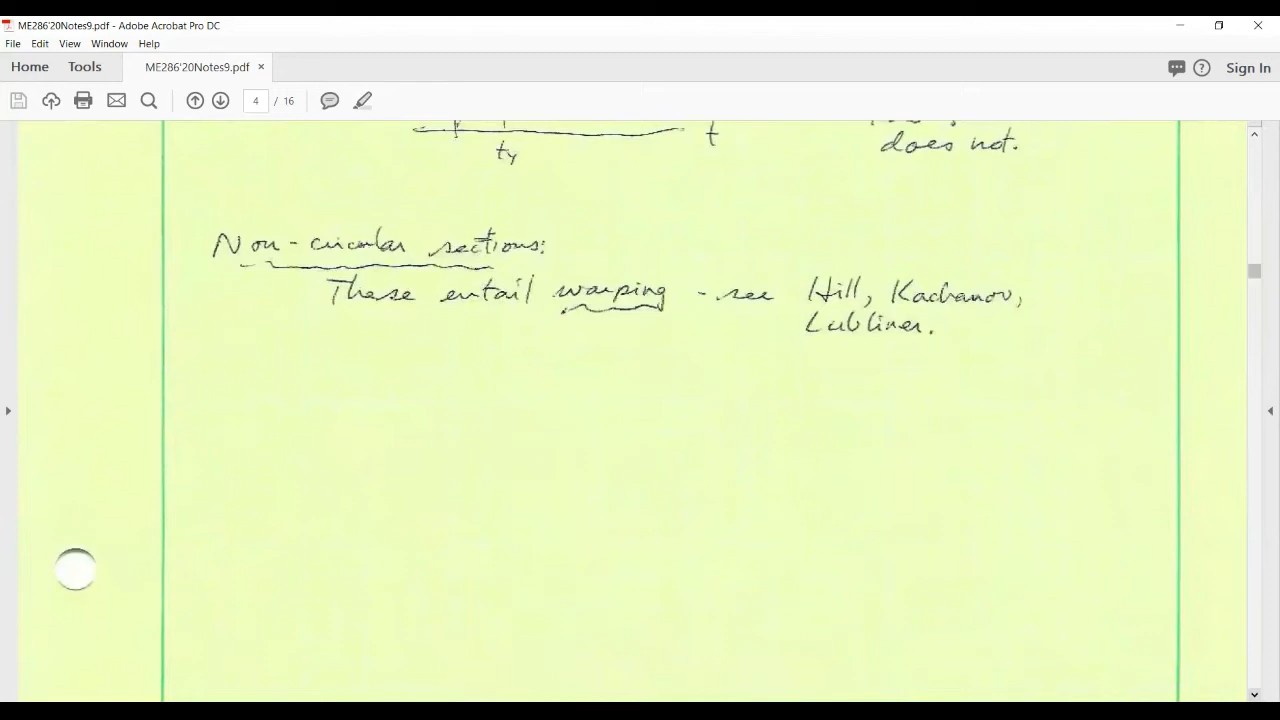 ME286'20Notes9.pdf - Adobe Acrobat Pro DC
File Edit View Window Help
Home Tools ME286'20Notes9.pdf × Sign In
4 / 16
t
ty
does not.
Non-circular sections:
These entail warping - see Hill, Kachanov,
Lubliner.